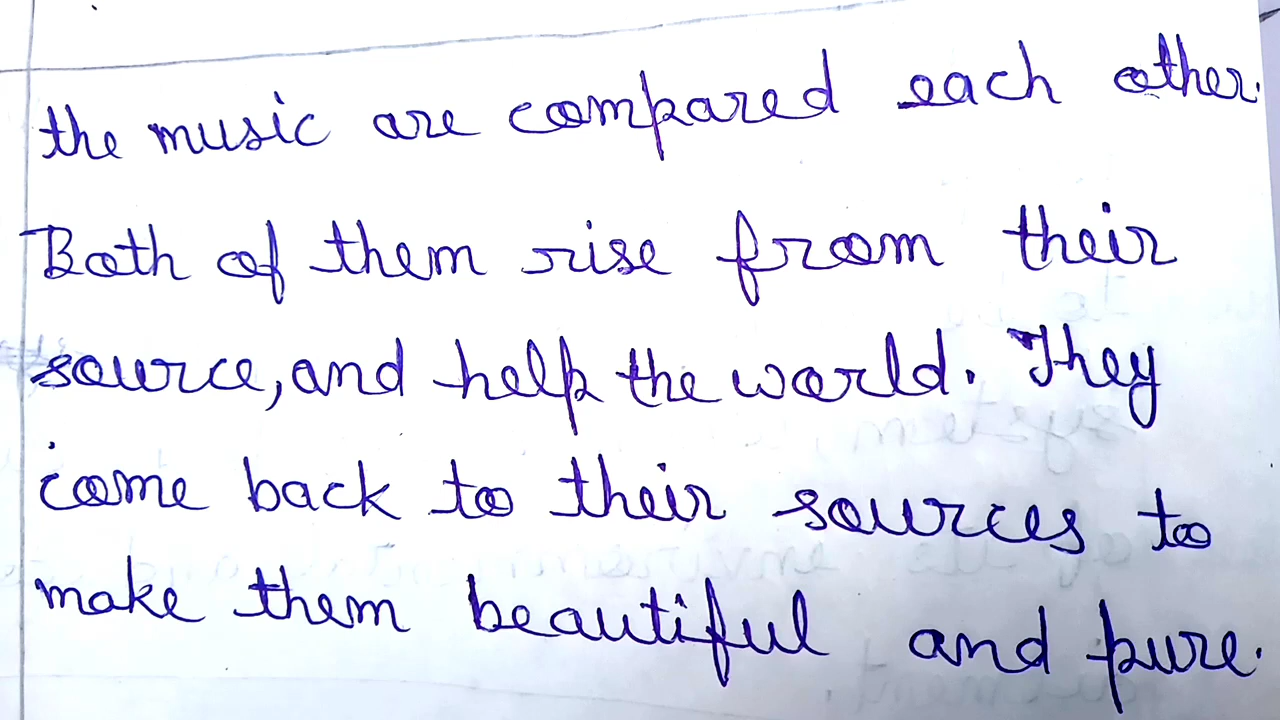 the music are compared each other.
Both of them rise from their
source, and help the world. They
come back to their sources to
make them beautiful and pure.